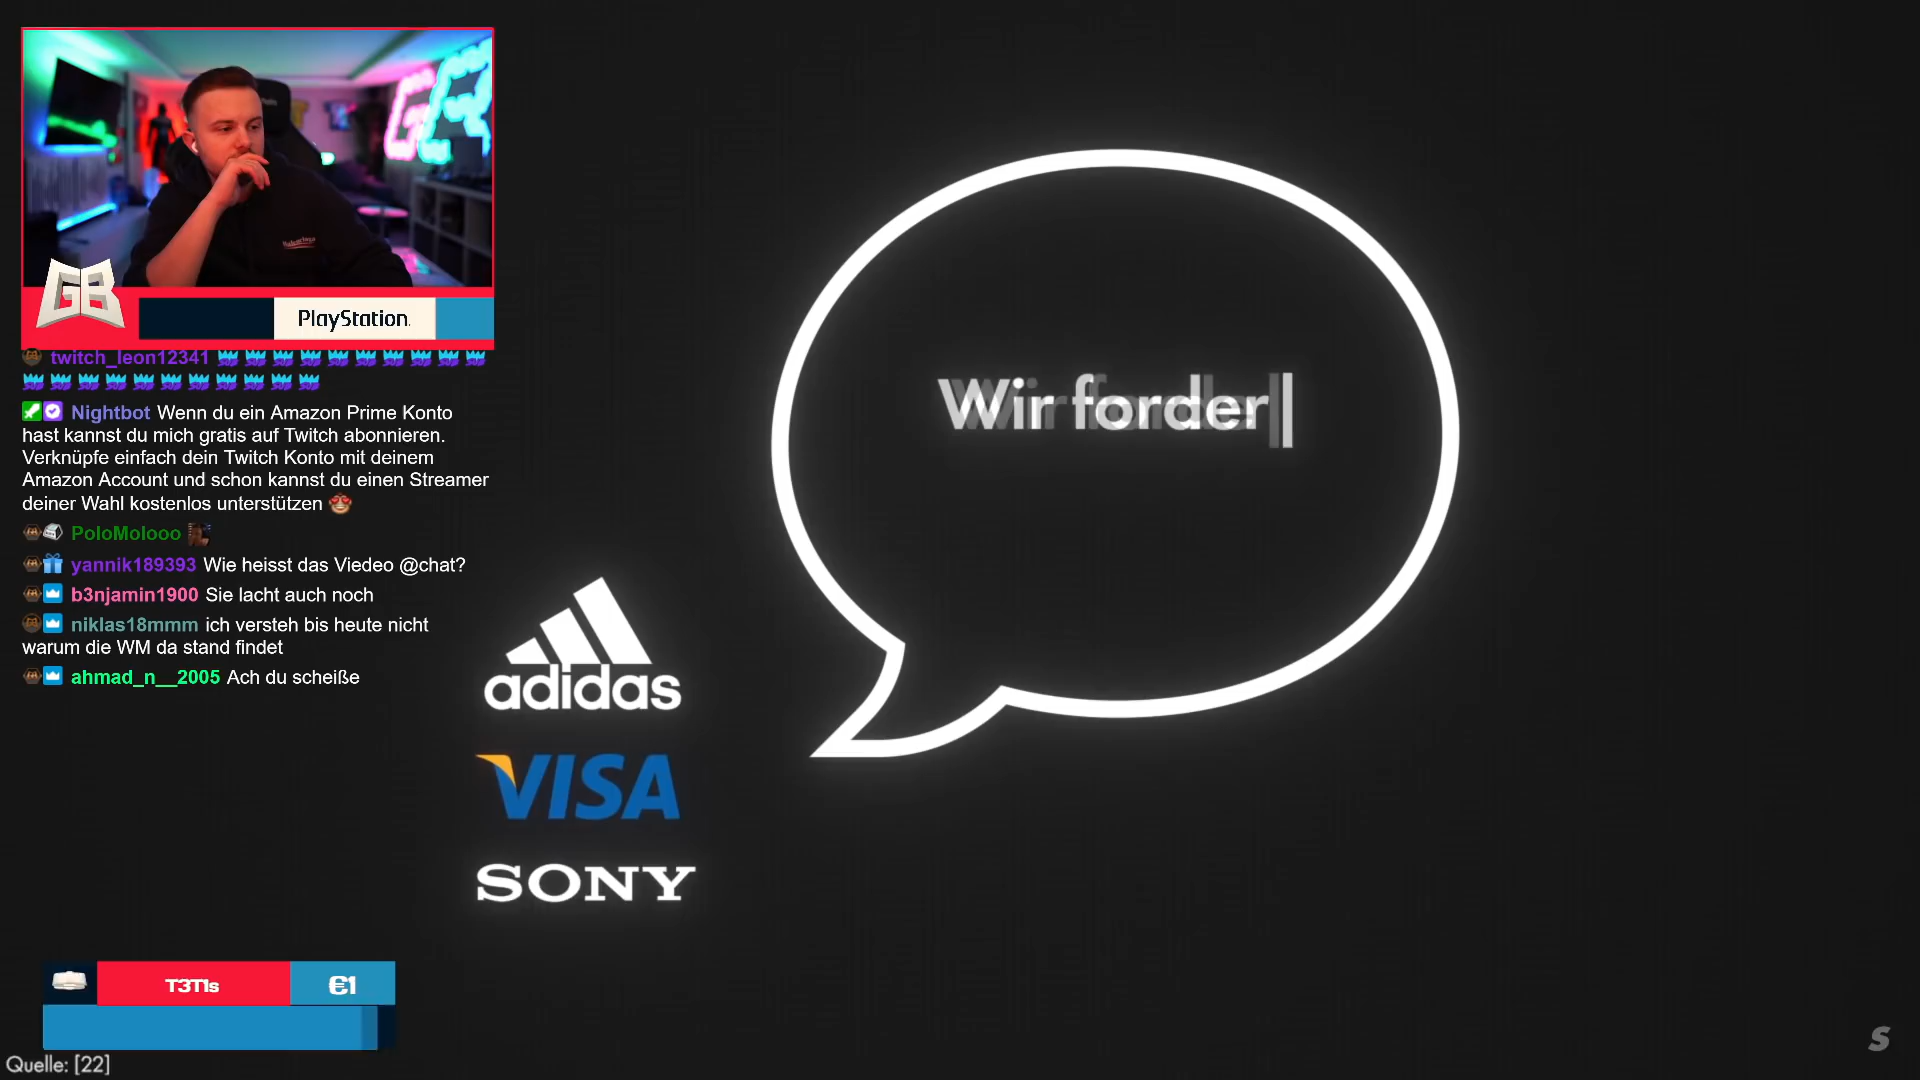 GB
PlayStation.
twitch_leon12341
Nightbot Wenn du ein Amazon Prime Konto
hast kannst du mich gratis auf Twitch abonnieren.
Verknüpfe einfach dein Twitch Konto mit deinem
Amazon Account und schon kannst du einen Streamer
deiner Wahl kostenlos unterstützen
PoloMolooo
yannik189393 Wie heisst das Viedeo @chat?
b3njamin1900 Sie lacht auch noch
niklas18mmm ich versteh bis heute nicht
warum die WM da stand findet
ahmad_n__2005 Ach du scheiße
Wir forder
adidas
VISA
SONY
T3T1s
€1
Quelle: [22]
S